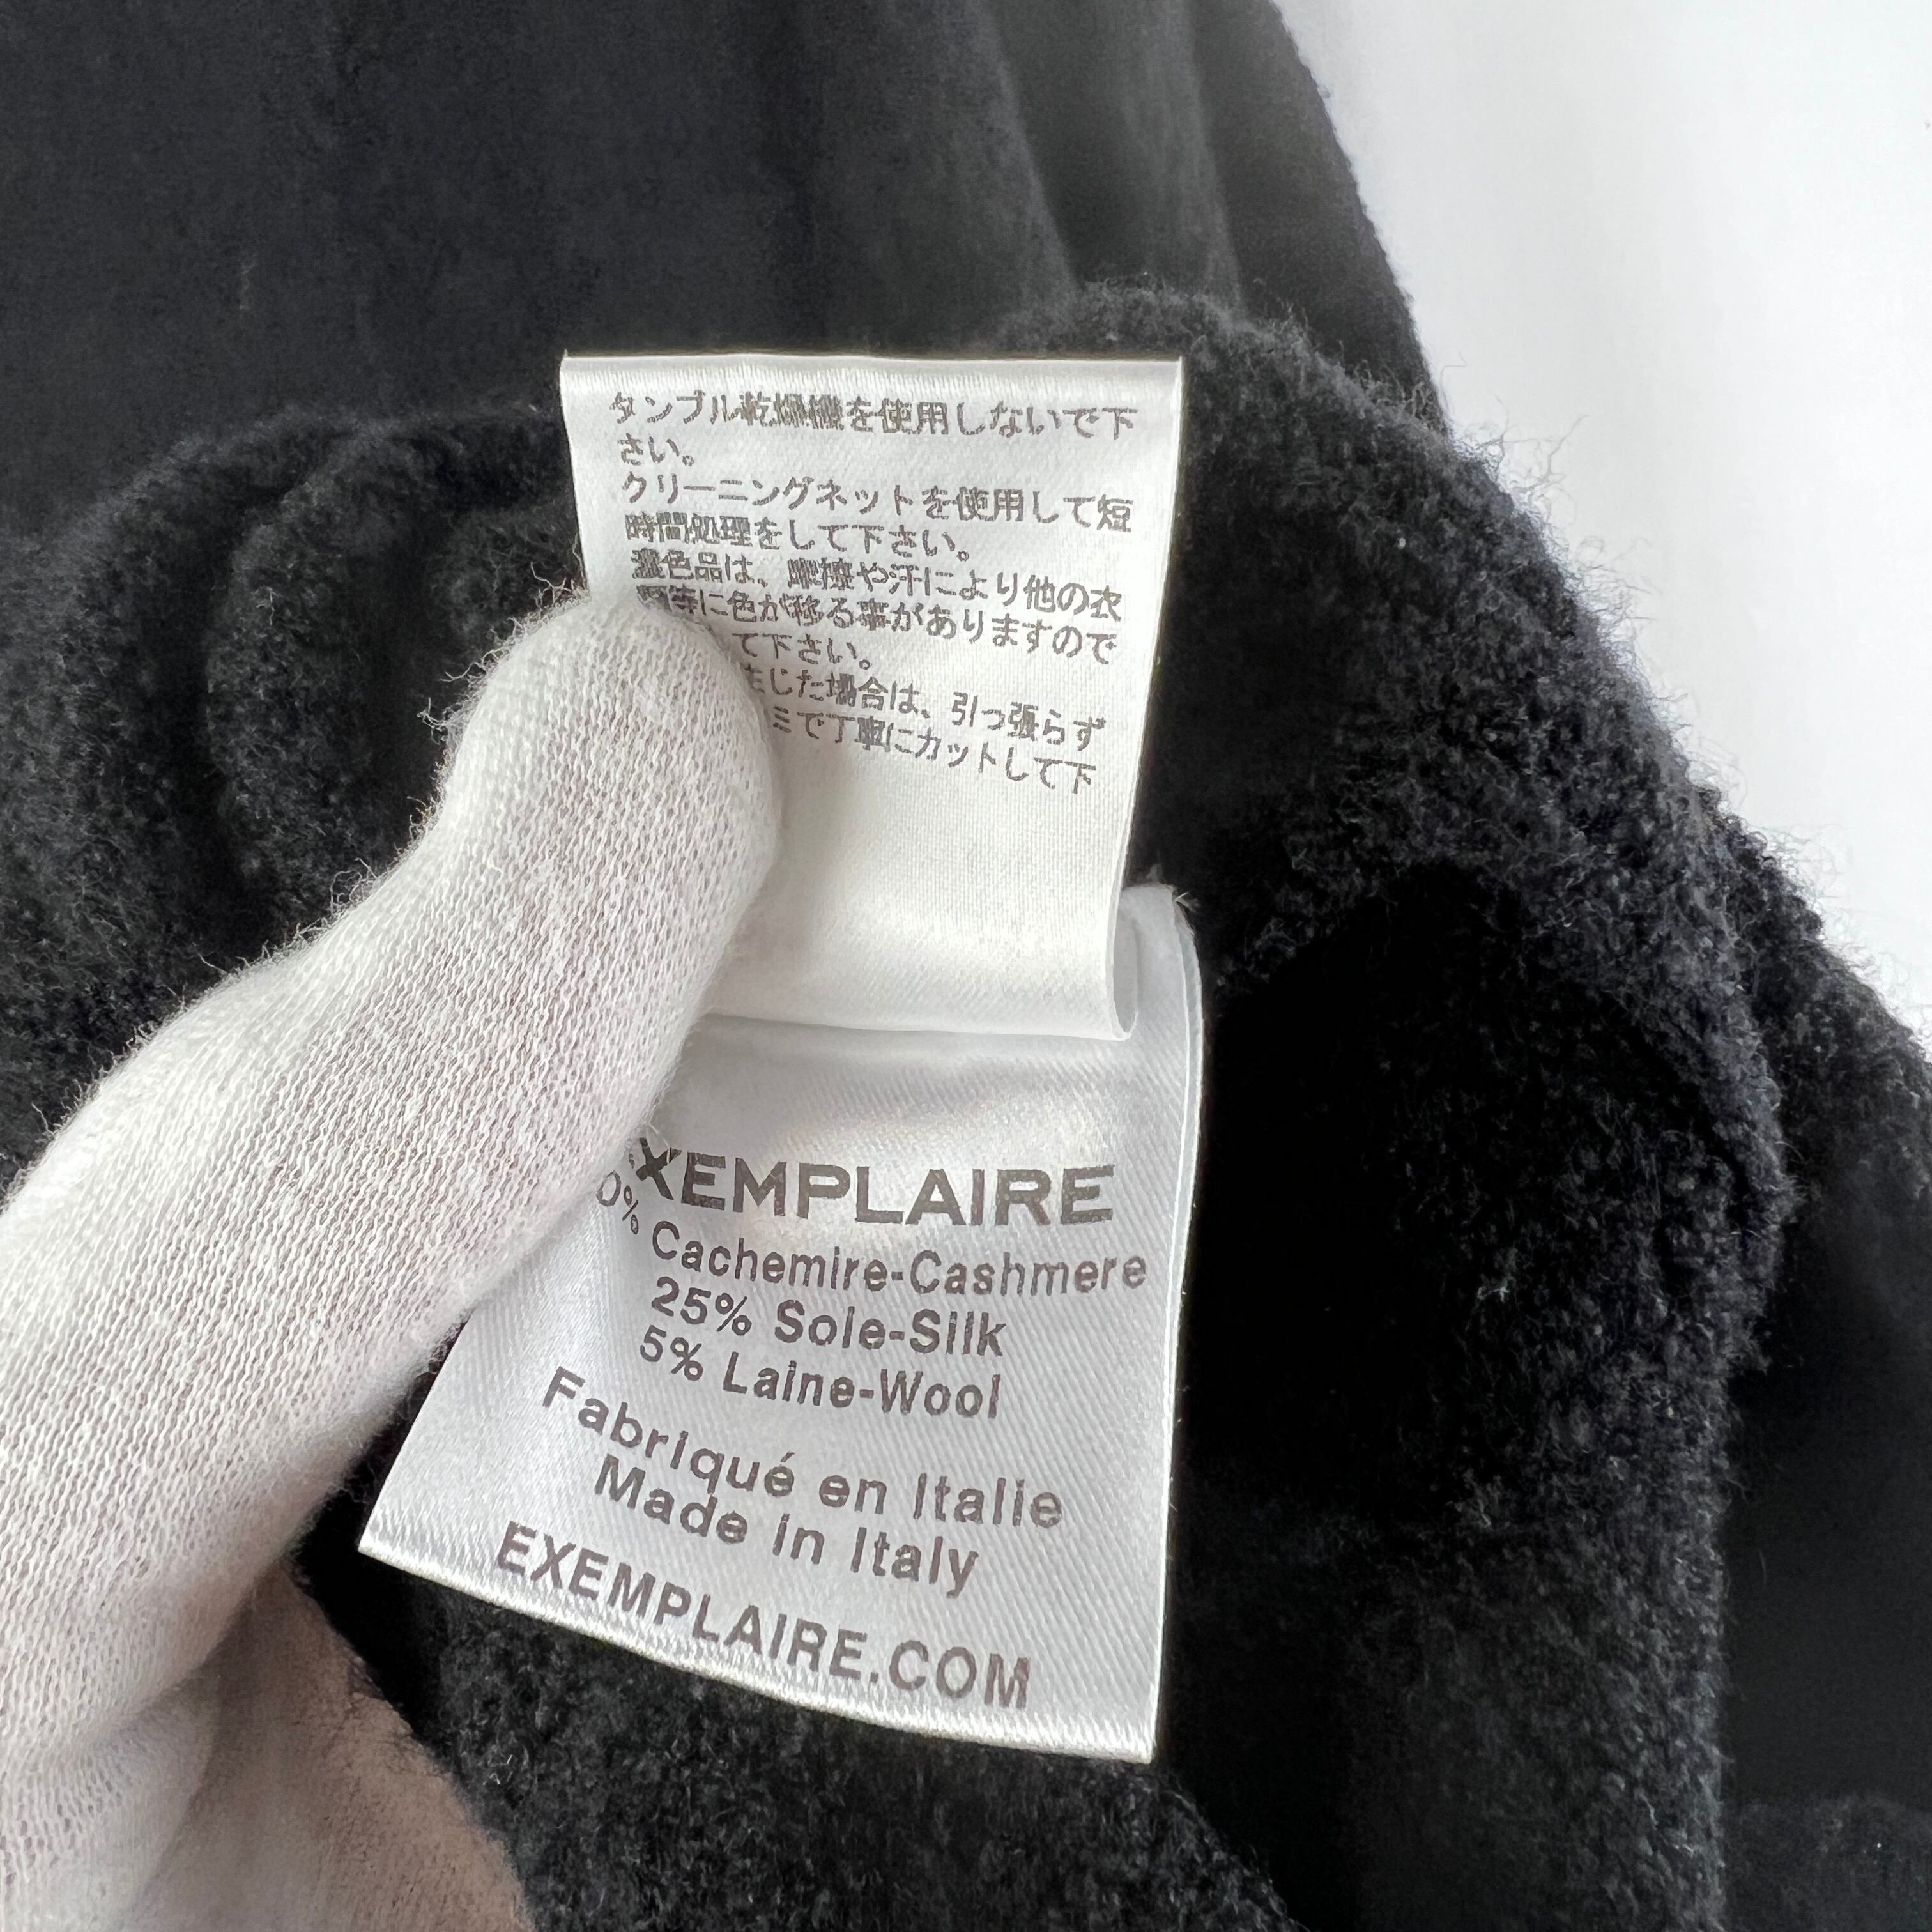 タンブル乾燥機を使用しないで下
さい。
クリーニングネットを使用して短
時間処理をして下さい。
濃色品は、摩擦や汗により他の衣
等に色が移る事がありますので
て下さい。
生じた場合は、引っ張らず
ミで丁寧にカットして下
XEMPLAIRE
0% Cachemire-Cashmere
25% Soie-Silk
5% Laine-Wool
Fabriqué en Italie
Made in Italy
EXEMPLAIRE.COM